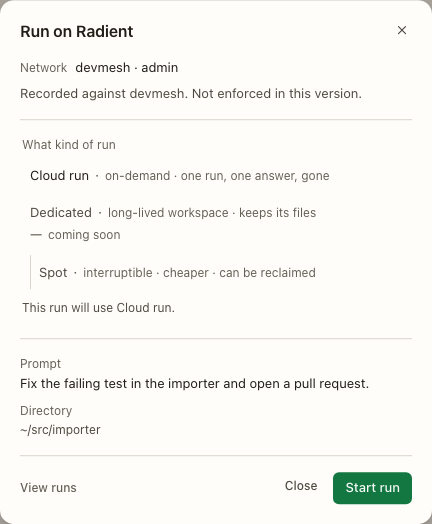 Run on Radient
Network devmesh · admin
Recorded against devmesh. Not enforced in this version.
What kind of run
Cloud run · on-demand · one run, one answer, gone
Dedicated · long-lived workspace · keeps its files
— coming soon
Spot · interruptible · cheaper · can be reclaimed
This run will use Cloud run.
Prompt
Fix the failing test in the importer and open a pull request.
Directory
~/src/importer
View runs
Close
Start run